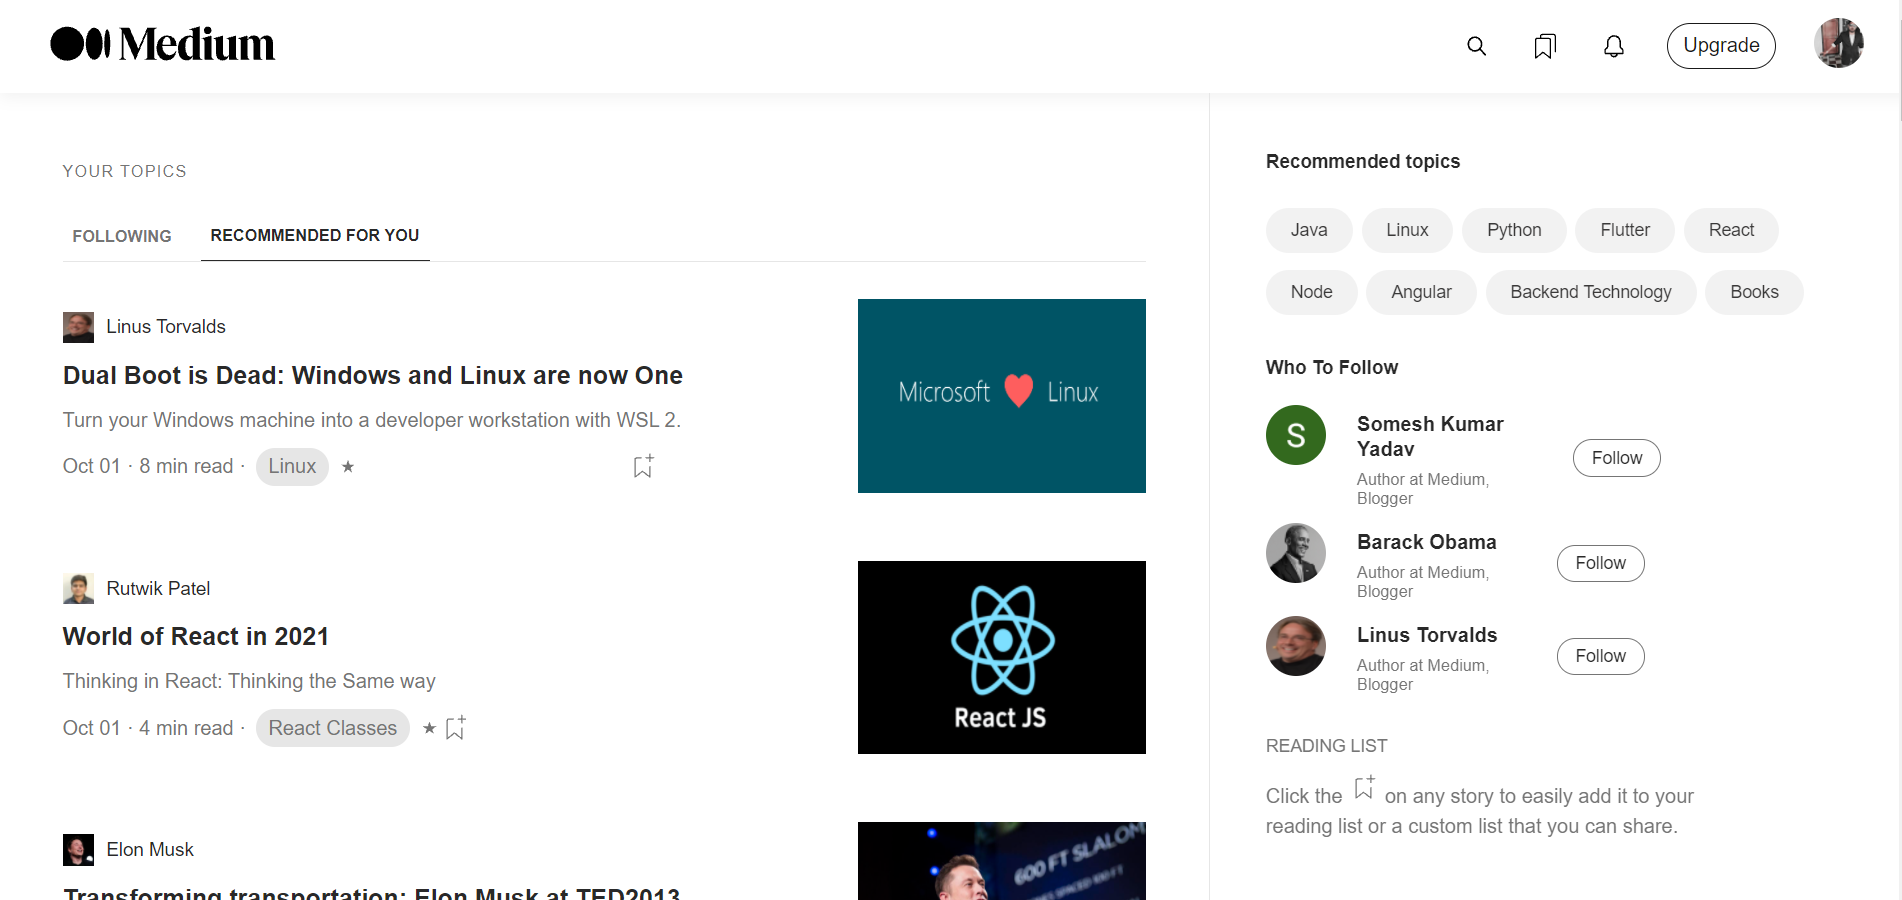 Medium
Upgrade
YOUR TOPICS
FOLLOWING
RECOMMENDED FOR YOU
Linus Torvalds
Dual Boot is Dead: Windows and Linux are now One
Turn your Windows machine into a developer workstation with WSL 2.
Oct 01 · 8 min read ·
Linux
★
Microsoft ♥ Linux
Rutwik Patel
World of React in 2021
Thinking in React: Thinking the Same way
Oct 01 · 4 min read ·
React Classes
★
React JS
Elon Musk
Transforming transportation: Elon Musk at TED2013
600 FT SLALOM
Recommended topics
Java
Linux
Python
Flutter
React
Node
Angular
Backend Technology
Books
Who To Follow
S
Somesh Kumar
Yadav
Author at Medium,
Blogger
Follow
Barack Obama
Author at Medium,
Blogger
Follow
Linus Torvalds
Author at Medium,
Blogger
Follow
READING LIST
Click the on any story to easily add it to your
reading list or a custom list that you can share.